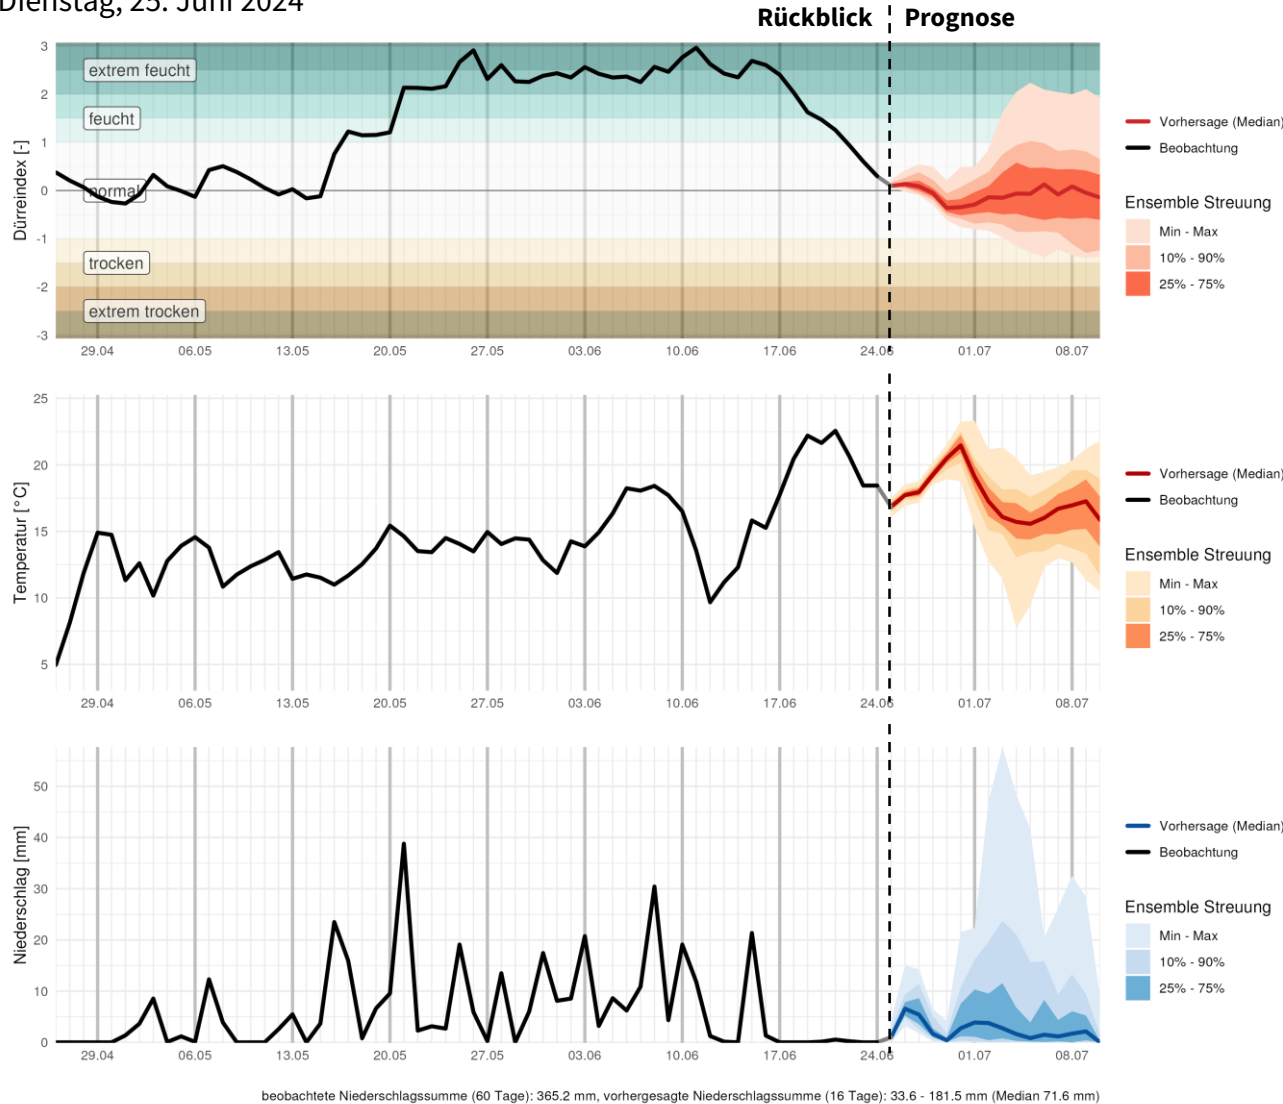 Dienstag, 25. Juni 2024
Rückblick Prognose
Dürreindex [-]
3
2
1
0
-1
-2
-3
extrem feucht
feucht
normal
trocken
extrem trocken
29.04 06.05 13.05 20.05 27.05 03.06 10.06 17.06 24.06 01.07 08.07
Vorhersage (Median)
Beobachtung
Ensemble Streuung
Min - Max
10% - 90%
25% - 75%
Temperatur [°C]
25
20
15
10
5
29.04 06.05 13.05 20.05 27.05 03.06 10.06 17.06 24.06 01.07 08.07
Vorhersage (Median)
Beobachtung
Ensemble Streuung
Min - Max
10% - 90%
25% - 75%
Niederschlag [mm]
50
40
30
20
10
0
29.04 06.05 13.05 20.05 27.05 03.06 10.06 17.06 24.06 01.07 08.07
Vorhersage (Median)
Beobachtung
Ensemble Streuung
Min - Max
10% - 90%
25% - 75%
beobachtete Niederschlagssumme (60 Tage): 365.2 mm, vorhergesagte Niederschlagssumme (16 Tage): 33.6 - 181.5 mm (Median 71.6 mm)